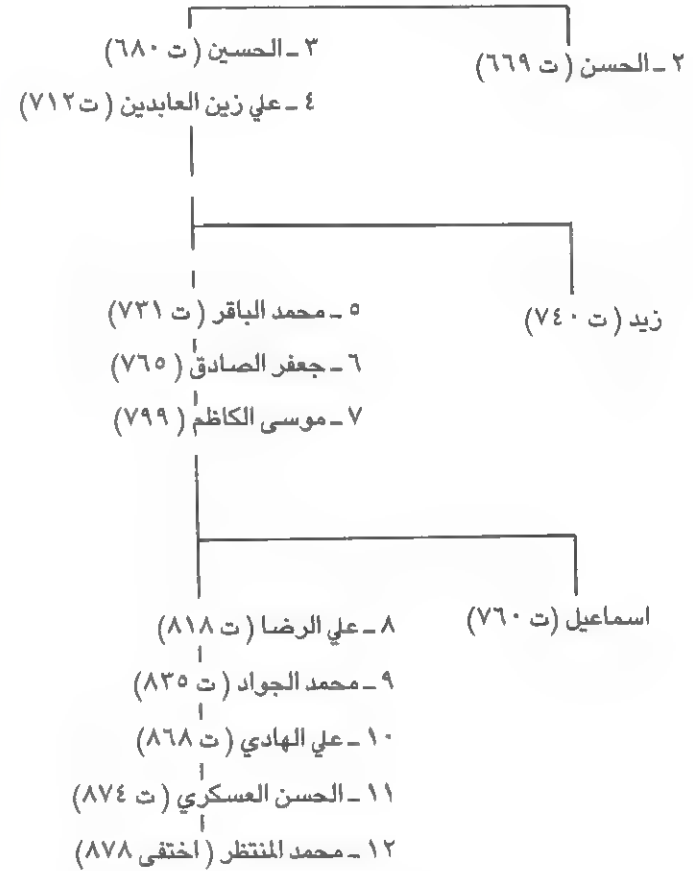 ٣ ـ الحسين ( ت ٦٨٠)
٢ ـ الحسن ( ت ٦٦٩)
٤ ـ علي زين العابدين ( ت٧١٢)
٥ ـ محمد الباقر ( ت ٧٣١)
زيد ( ت ٧٤٠)
٦ ـ جعفر الصادق ( ٧٦٥)
٧ ـ موسى الكاظم ( ٧٩٩)
اسماعيل (ت ٧٦٠)
٨ ـ علي الرضا ( ت ٨١٨)
٩ ـ محمد الجواد ( ت ٨٣٥)
١٠ ـ علي الهادي ( ت ٨٦٨)
١١ ـ الحسن العسكري ( ت ٨٧٤)
١٢ ـ محمد المنتظر ( اختفى ٨٧٨)